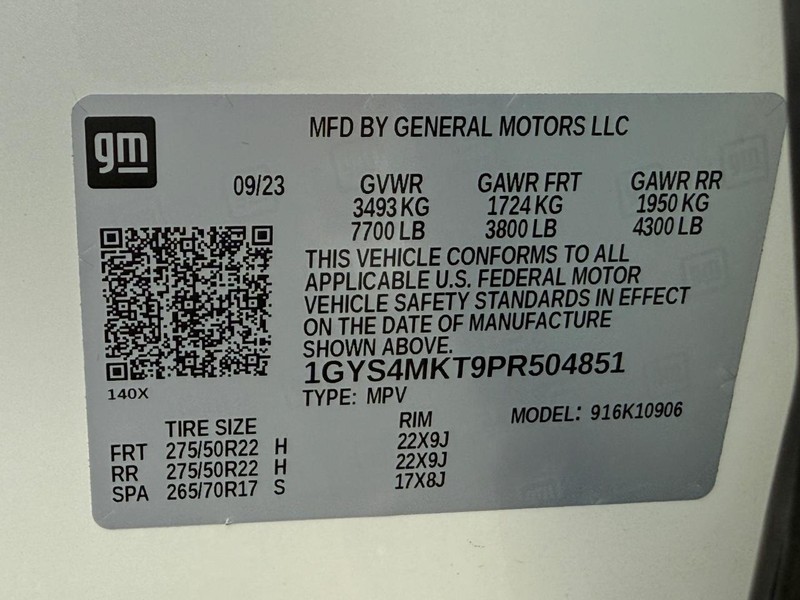 gm
MFD BY GENERAL MOTORS LLC
09/23 GVWR GAWR FRT GAWR RR
3493 KG 1724 KG 1950 KG
7700 LB 3800 LB 4300 LB
THIS VEHICLE CONFORMS TO ALL
APPLICABLE U.S. FEDERAL MOTOR
VEHICLE SAFETY STANDARDS IN EFFECT
ON THE DATE OF MANUFACTURE
SHOWN ABOVE.
1GYS4MKT9PR504851
140X
TYPE: MPV
MODEL: 916K10906
TIRE SIZE RIM
FRT 275/50R22 H 22X9J
RR 275/50R22 H 22X9J
SPA 265/70R17 S 17X8J